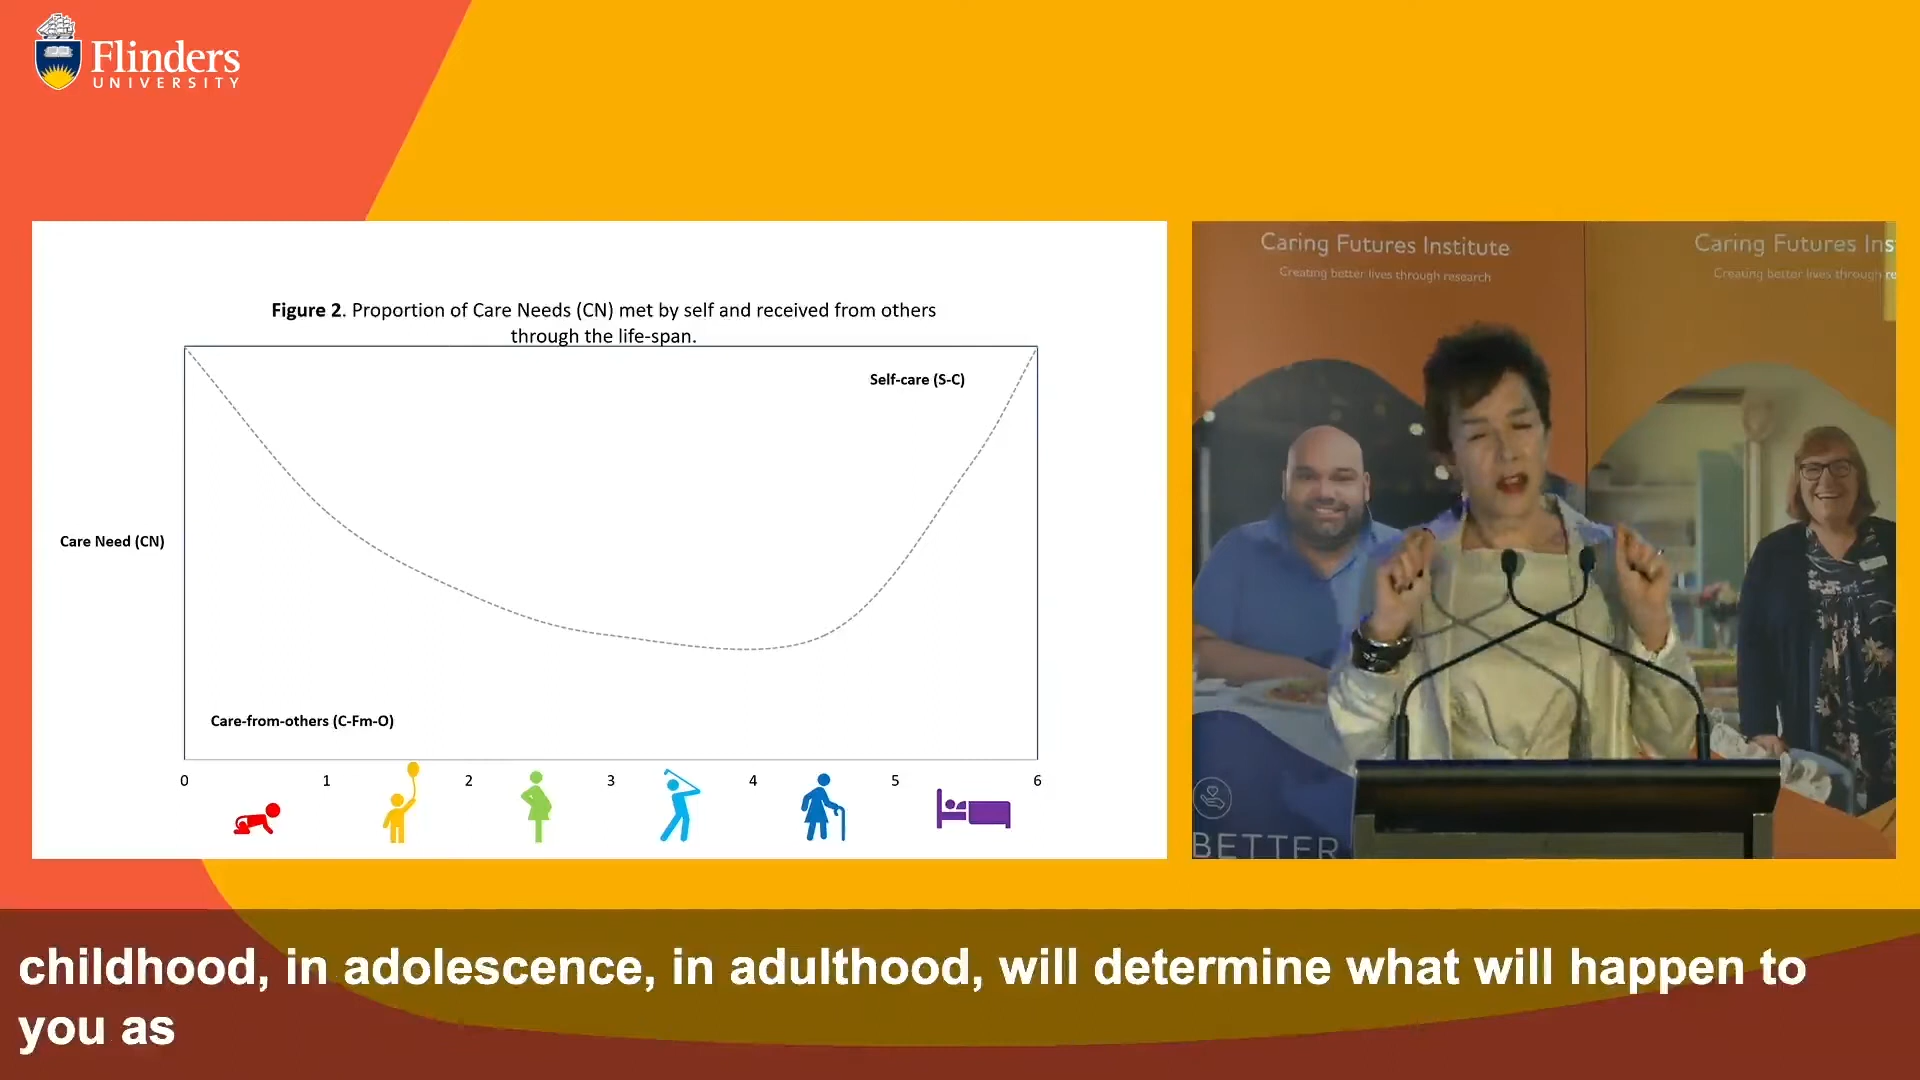 Flinders
UNIVERSITY
Figure 2. Proportion of Care Needs (CN) met by self and received from others
through the life-span.
Self-care (S-C)
Care Need (CN)
Care-from-others (C-Fm-O)
0 1 2 3 4 5 6
Caring Futures Institute
Creating better lives through research
Caring Futures Ins
Creating better lives through re
BETTER
childhood, in adolescence, in adulthood, will determine what will happen to
you as